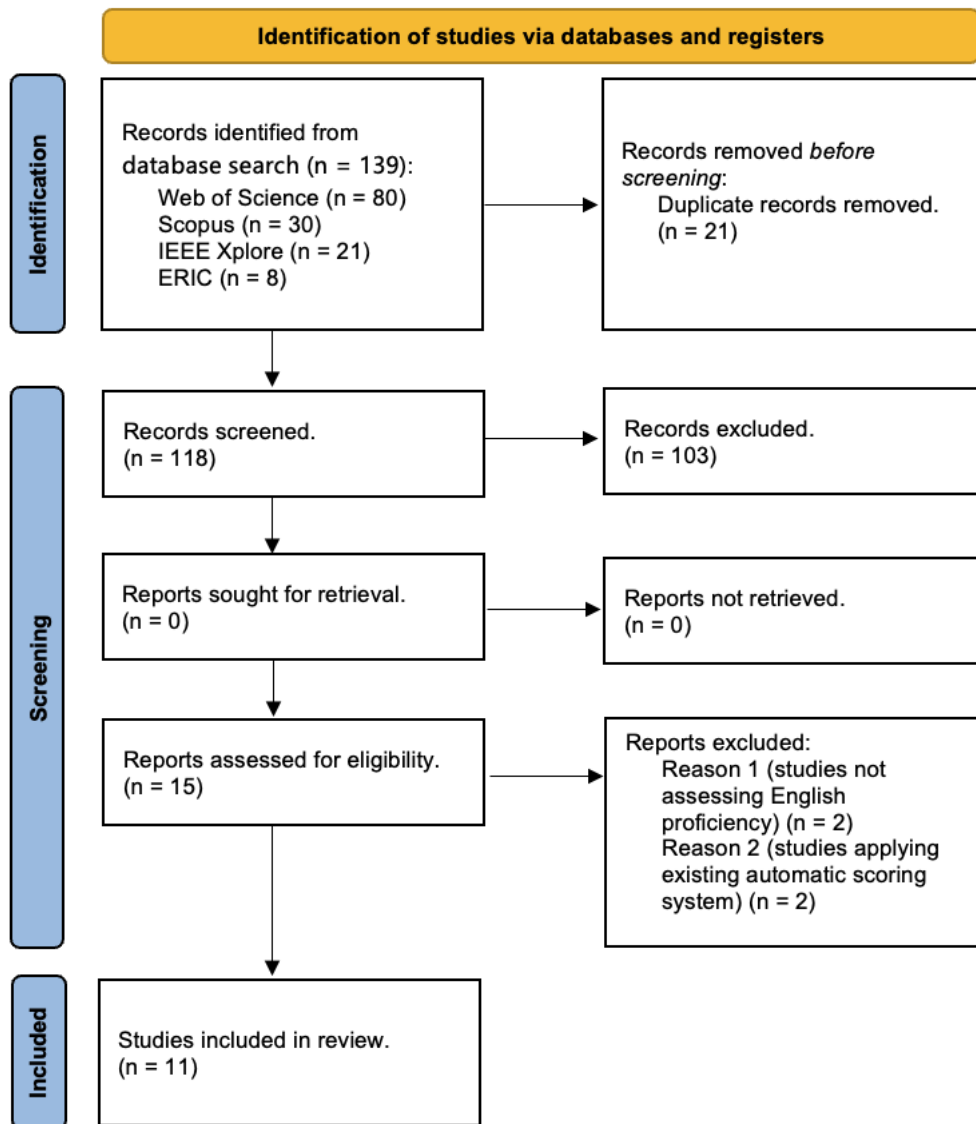 Identification of studies via databases and registers
Identification
Records identified from
database search (n = 139):
Web of Science (n = 80)
Scopus (n = 30)
IEEE Xplore (n = 21)
ERIC (n = 8)
Records removed before
screening:
Duplicate records removed.
(n = 21)
Screening
Records screened.
(n = 118)
Records excluded.
(n = 103)
Reports sought for retrieval.
(n = 0)
Reports not retrieved.
(n = 0)
Reports assessed for eligibility.
(n = 15)
Reports excluded:
Reason 1 (studies not
assessing English
proficiency) (n = 2)
Reason 2 (studies applying
existing automatic scoring
system) (n = 2)
Included
Studies included in review.
(n = 11)